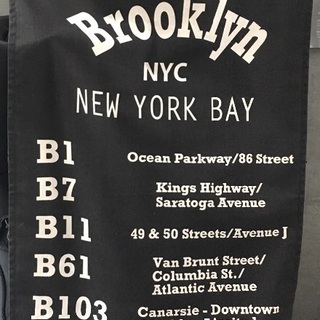 Brooklyn
NYC
NEW YORK BAY
B1 Ocean Parkway/86 Street
B7 Kings Highway/
Saratoga Avenue
B11 49 & 50 Streets/Avenue J
B61 Van Brunt Street/
Columbia St./
Atlantic Avenue
B103 Canarsie - Downtown